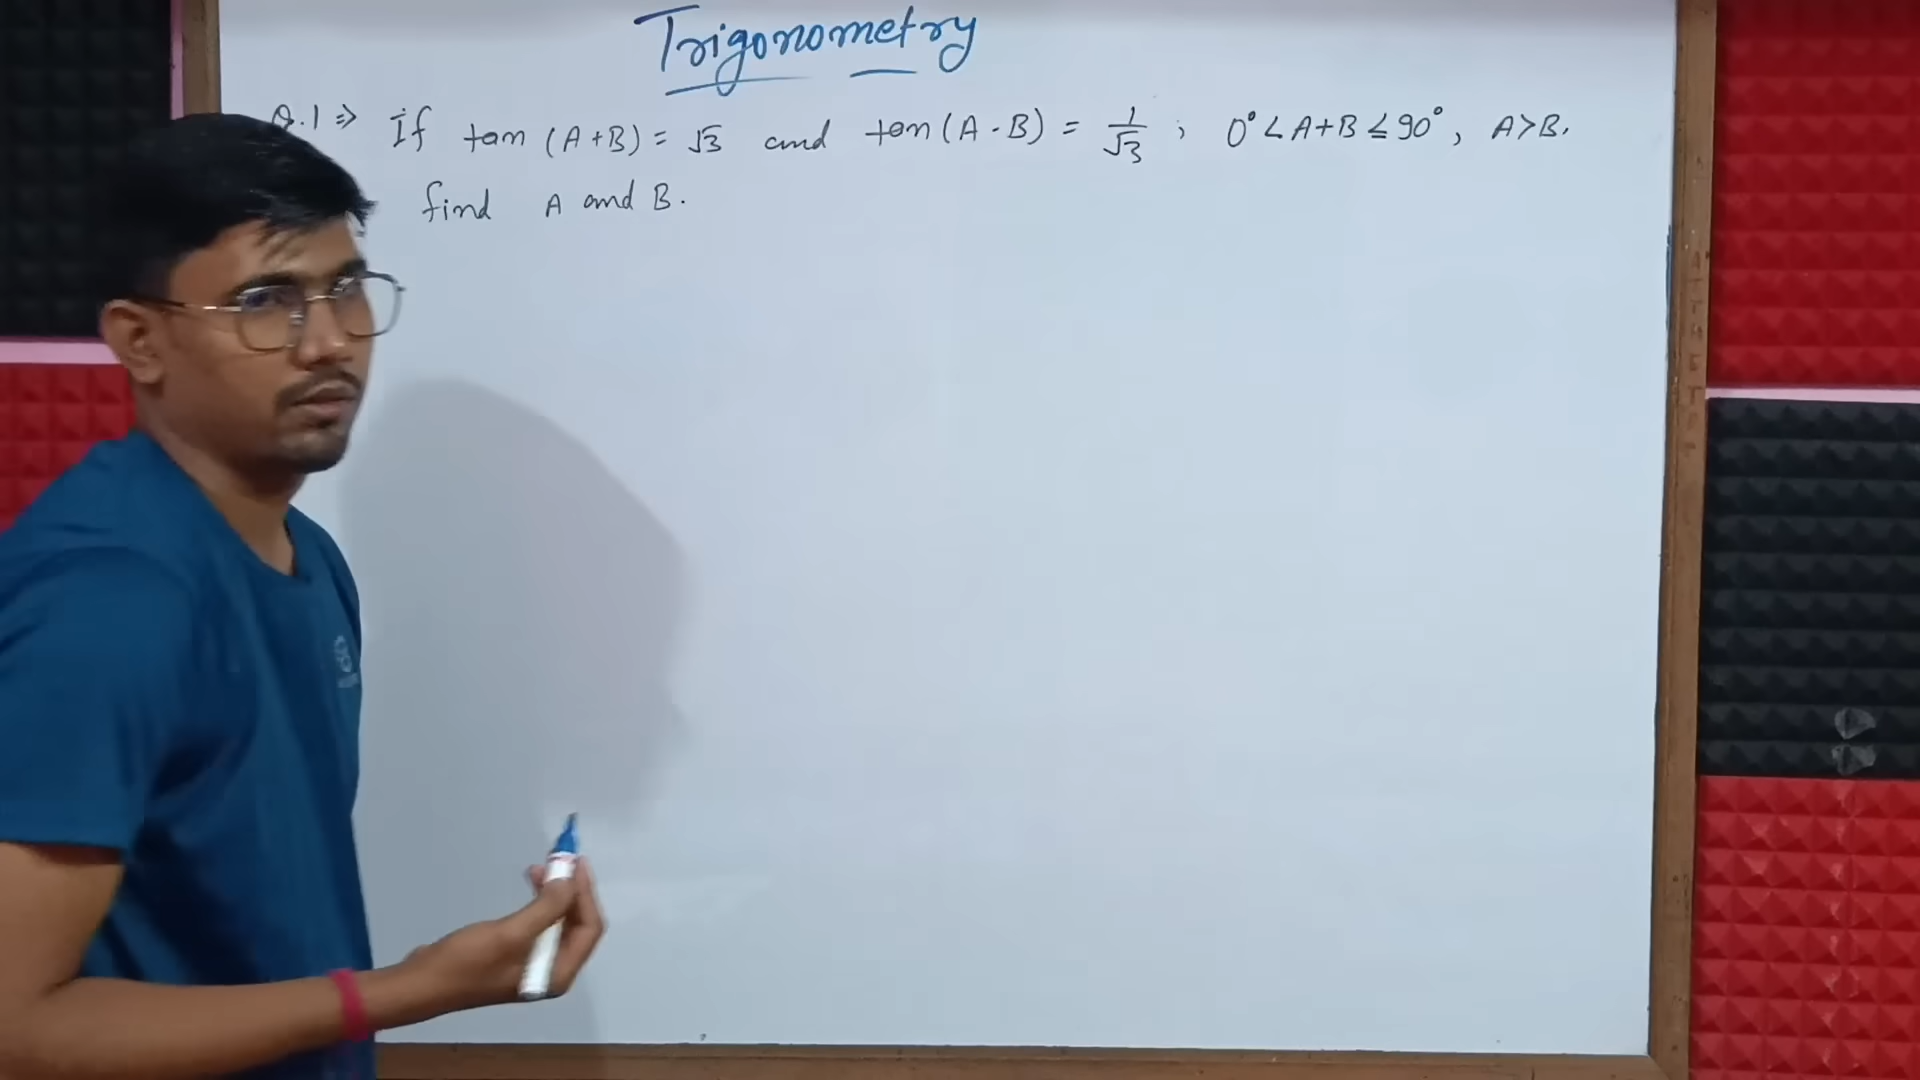 Trigonometry
Q.1 ⇒ If tan (A+B) = √3 and tan (A-B) = 1/√3 ; 0° < A+B ≤ 90°, A>B.
find A and B.